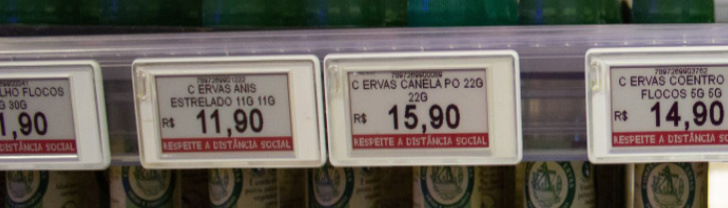 LHO FLOCOS
G 30G
1,90
DISTÂNCIA SOCIAL
C ERVAS ANIS
ESTRELADO 11G 11G
R$ 11,90
RESPEITE A DISTÂNCIA SOCIAL
C ERVAS CANELA PO 22G
22G
R$ 15,90
RESPEITE A DISTÂNCIA SOCIAL
7897269903762
C ERVAS COENTRO
FLOCOS 5G 5G
R$ 14,90
RESPEITE A DISTÂNCIA SOCIAL